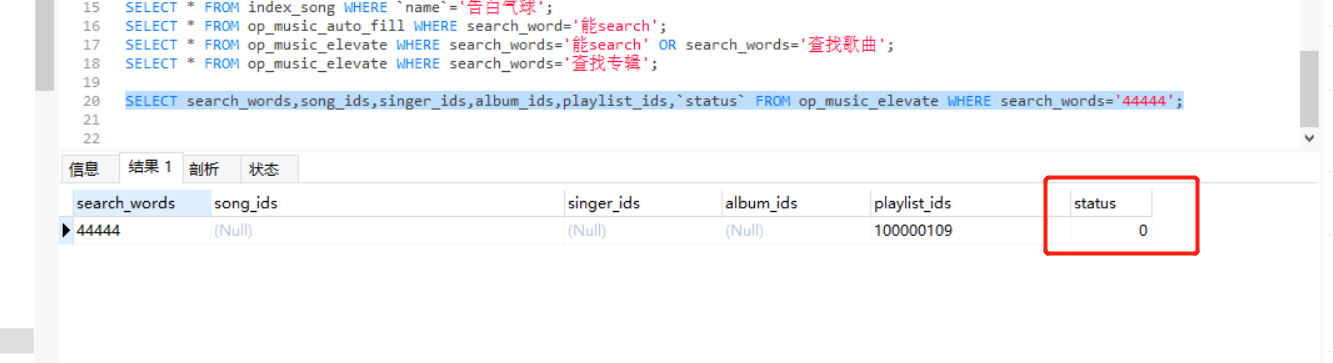 15 SELECT * FROM index_song WHERE `name`='告白气球';
16 SELECT * FROM op_music_auto_fill WHERE search_word='能search';
17 SELECT * FROM op_music_elevate WHERE search_words='能search' OR search_words='查找歌曲';
18 SELECT * FROM op_music_elevate WHERE search_words='查找专辑';
19
20 SELECT search_words,song_ids,singer_ids,album_ids,playlist_ids,`status` FROM op_music_elevate WHERE search_words='44444';
21
22
信息 结果 1 剖析 状态
search_words song_ids singer_ids album_ids playlist_ids status
44444 (Null) (Null) (Null) 100000109 0